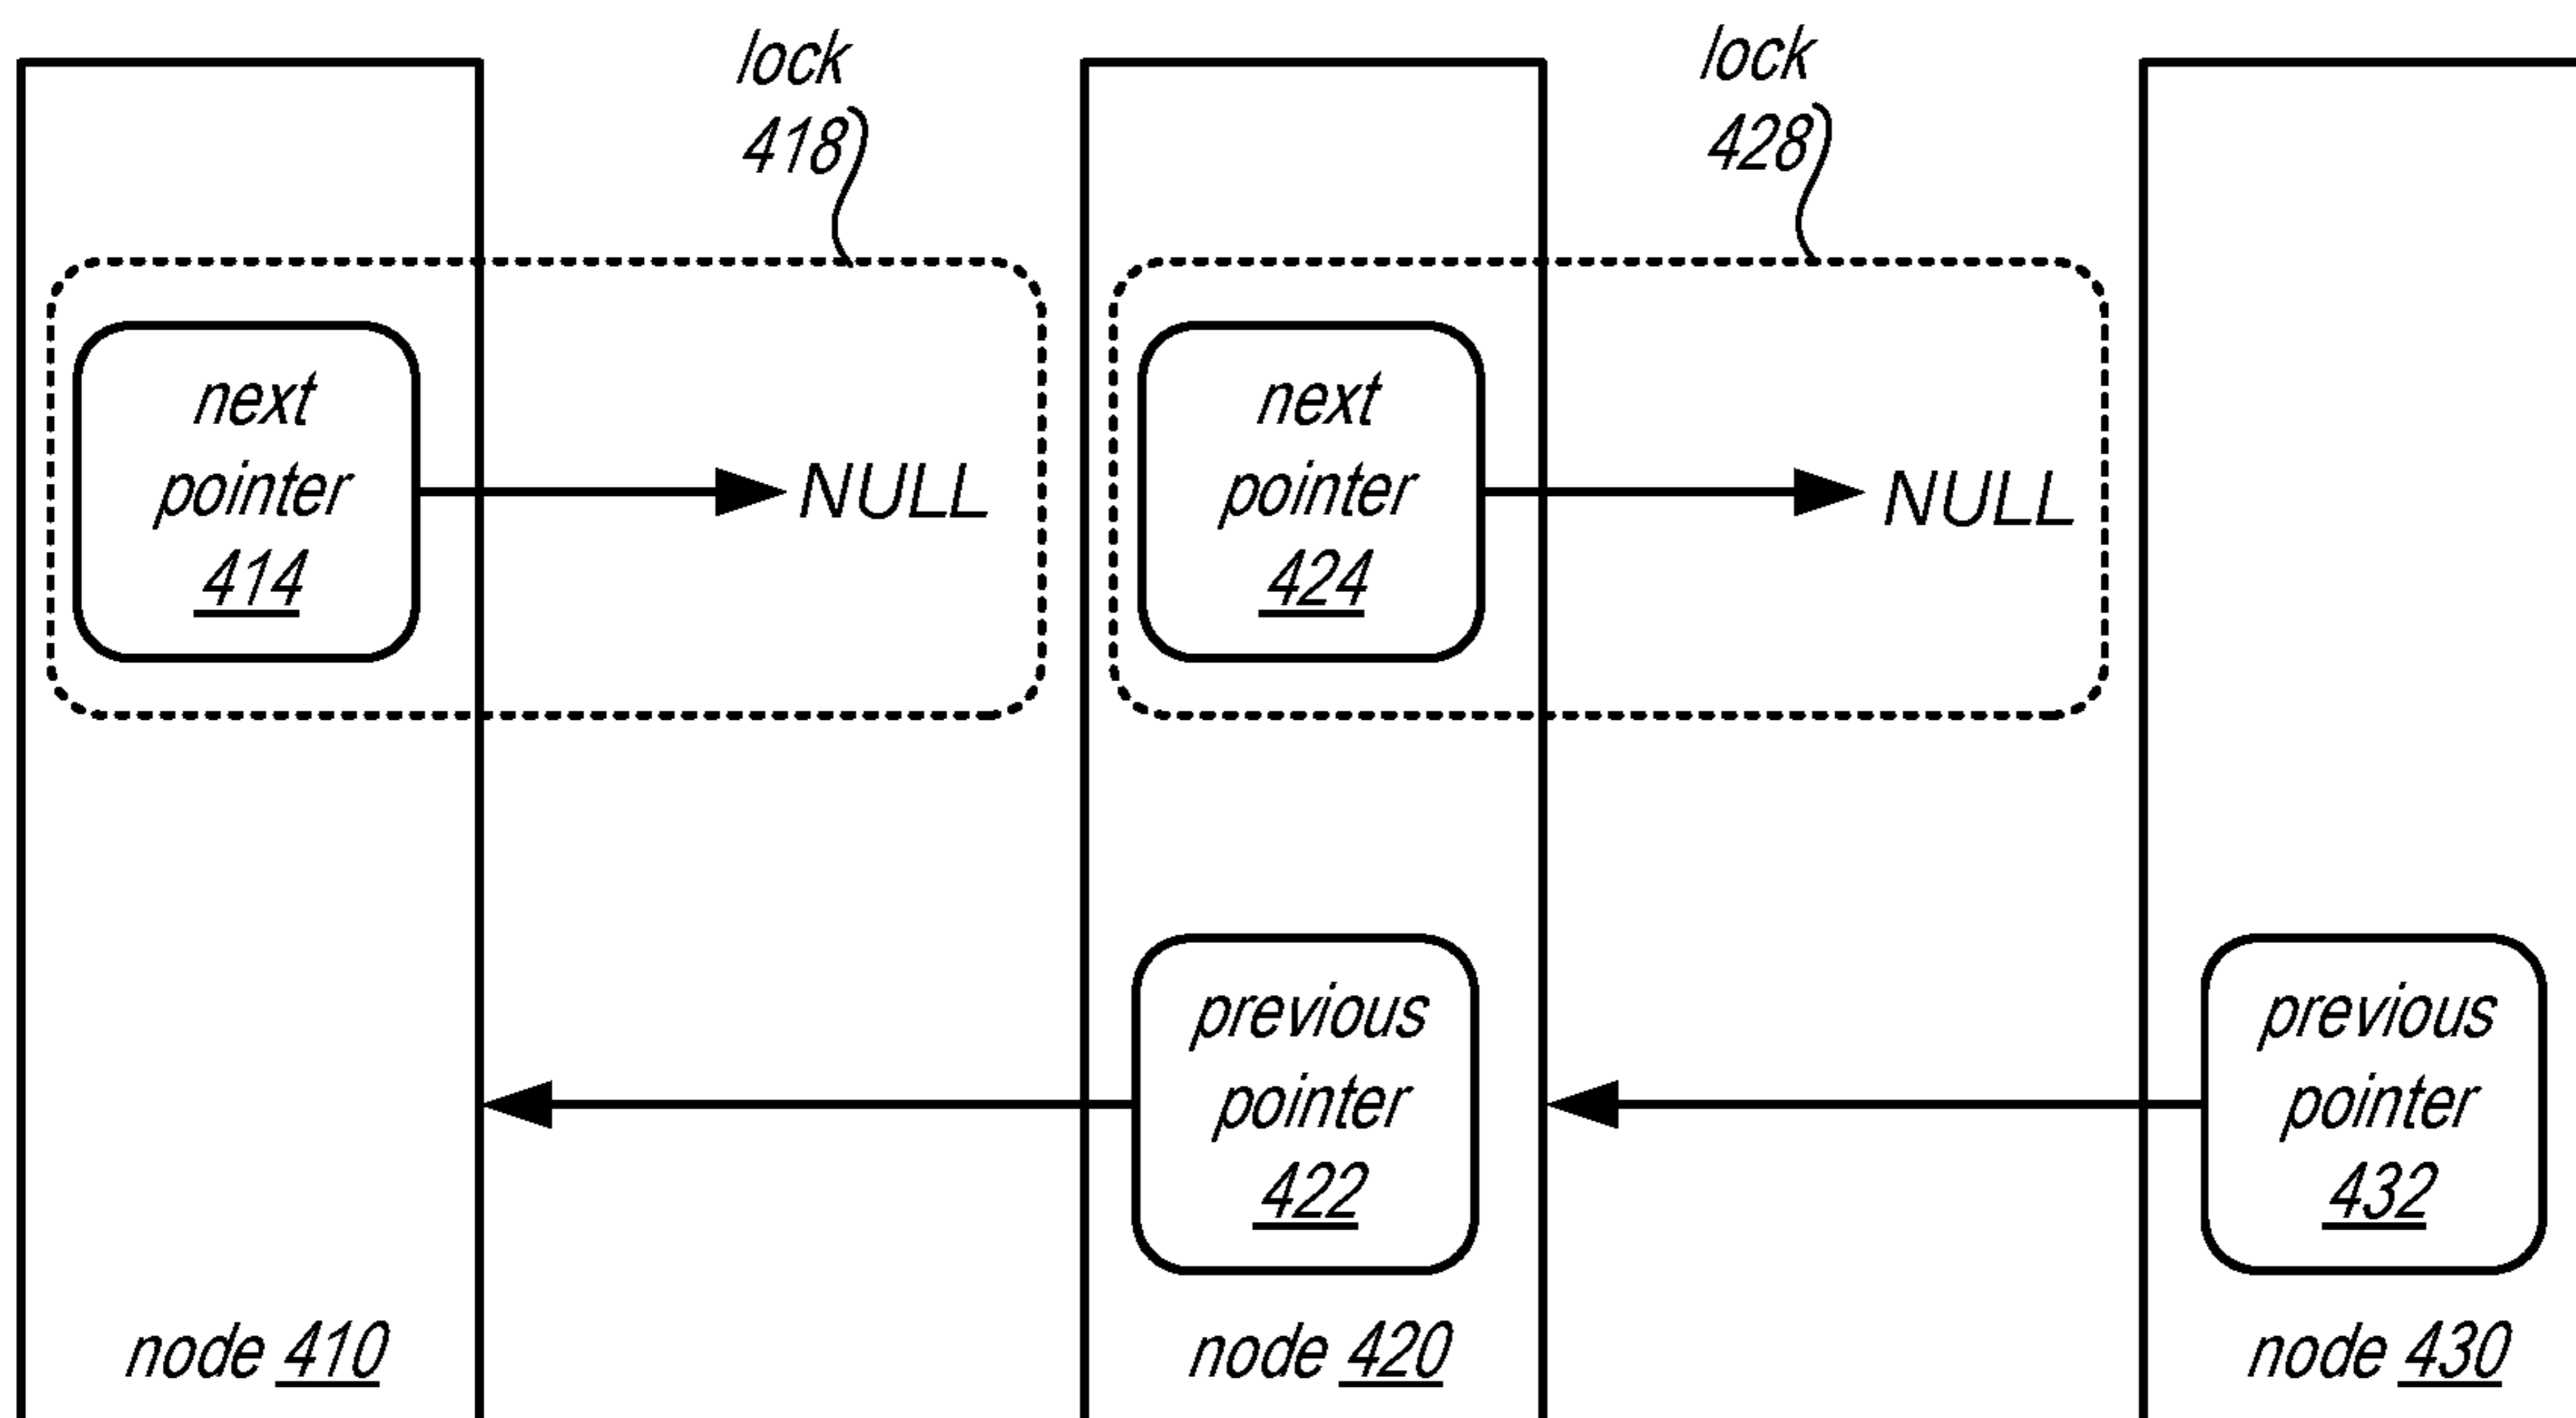 lock
418
lock
428
next
pointer
414
NULL
next
pointer
424
NULL
previous
pointer
422
previous
pointer
432
node 410
node 420
node 430